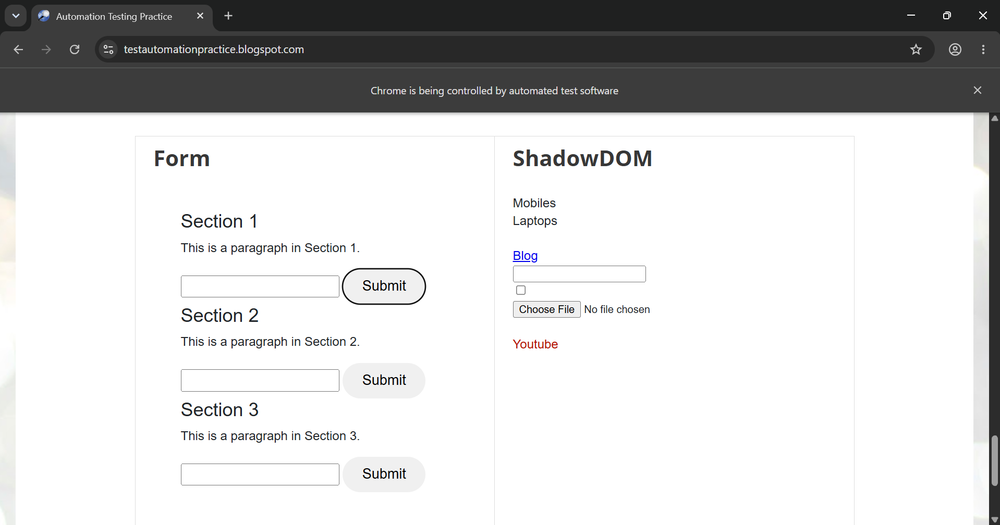 Automation Testing Practice
testautomationpractice.blogspot.com
Chrome is being controlled by automated test software
Form
Section 1
This is a paragraph in Section 1.
Submit
Section 2
This is a paragraph in Section 2.
Submit
Section 3
This is a paragraph in Section 3.
Submit
ShadowDOM
Mobiles
Laptops
Blog
Choose File No file chosen
Youtube